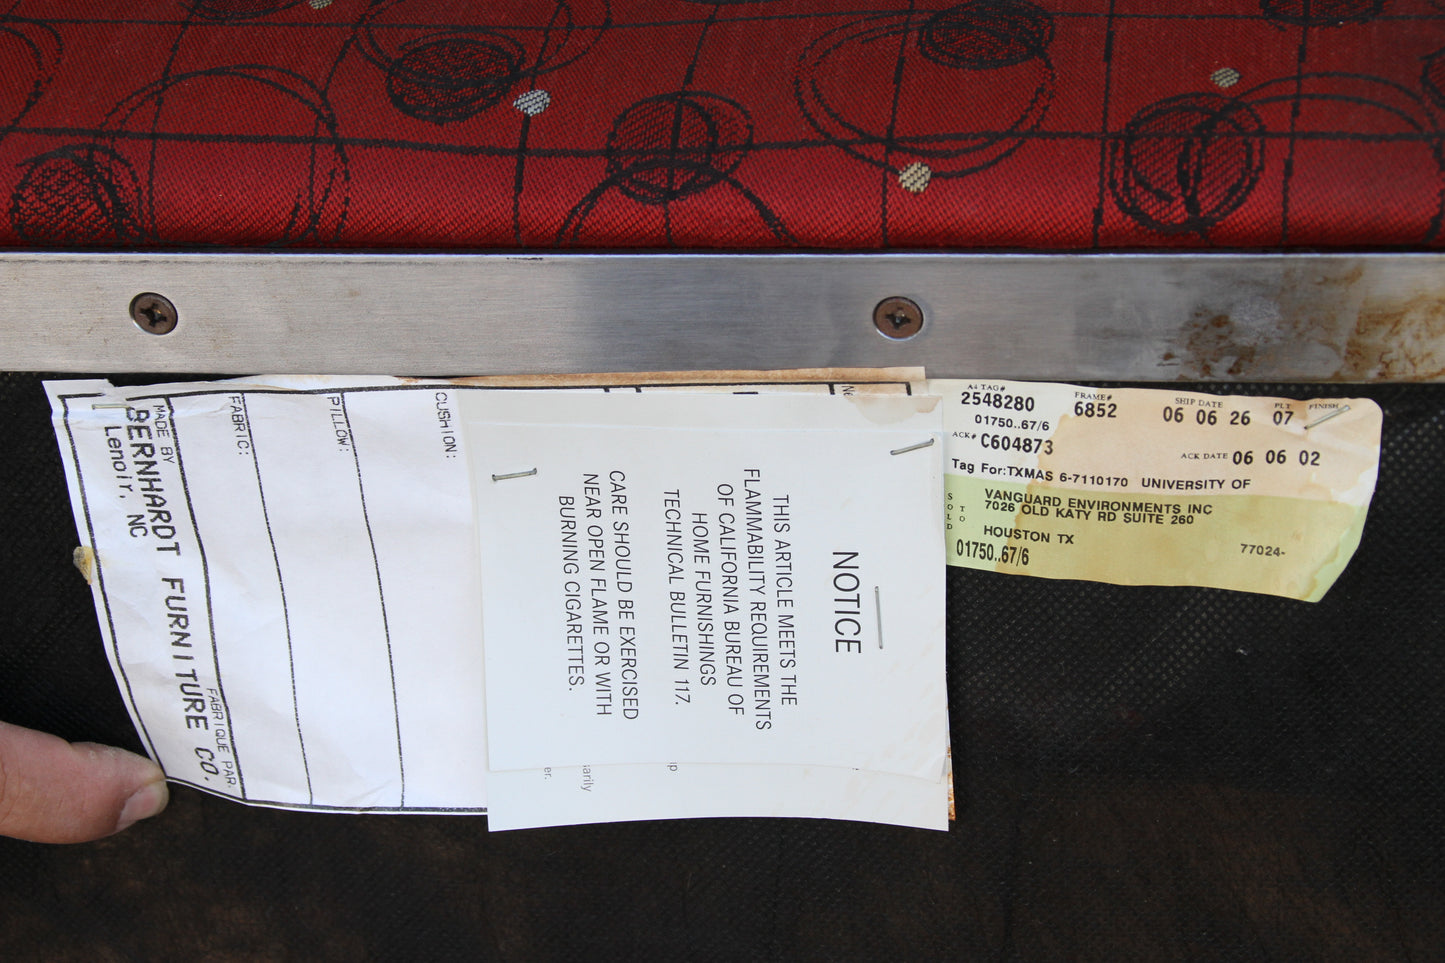 MADE BY
BERNHARDT FURNITURE CO.
Lenoir, NC
FABRIQUE PAR.
FABRIC:
PILLOW:
CUSHION:
NOTICE
THIS ARTICLE MEETS THE
FLAMMABILITY REQUIREMENTS
OF CALIFORNIA BUREAU OF
HOME FURNISHINGS
TECHNICAL BULLETIN 117.
CARE SHOULD BE EXERCISED
NEAR OPEN FLAME OR WITH
BURNING CIGARETTES.
A4 TAG# FRAME# SHIP DATE PLT FINISH
2548280 6852 06 06 26 07
01750..67/6
ACK# C604873 ACK DATE 06 06 02
Tag For:TXMAS 6-7110170 UNIVERSITY OF
SOLD TO
VANGUARD ENVIRONMENTS INC
7026 OLD KATY RD SUITE 260
HOUSTON TX 77024-
01750..67/6